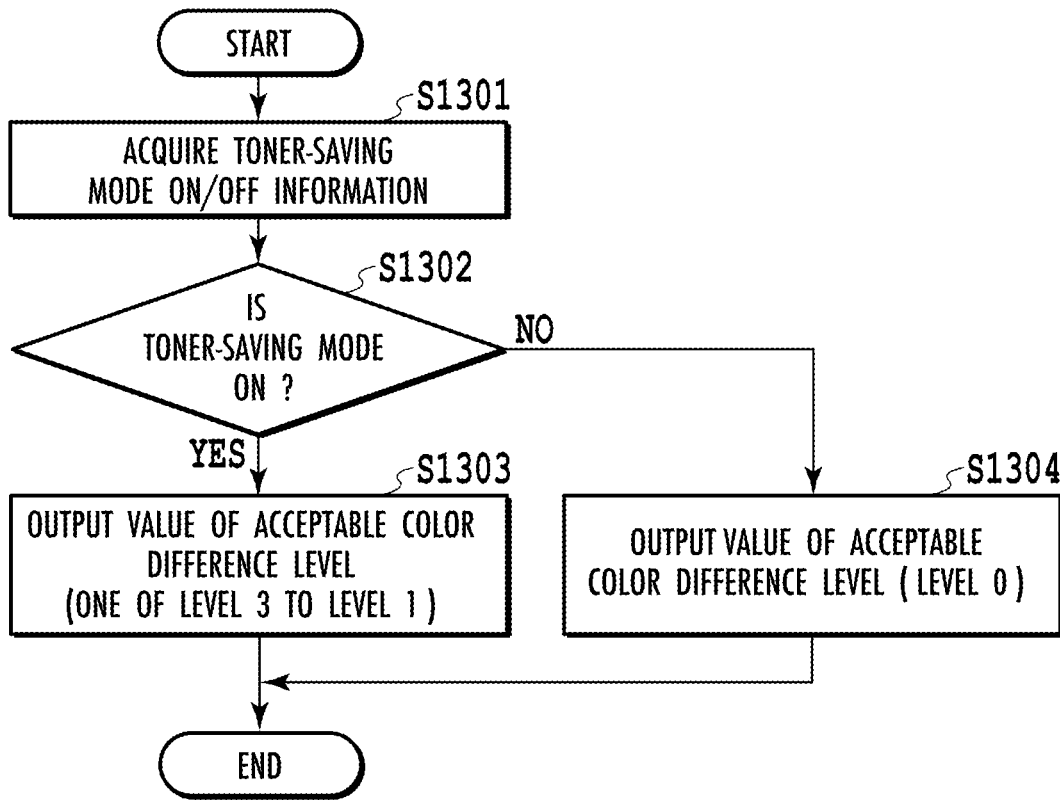 START
S1301
ACQUIRE TONER-SAVING
MODE ON/OFF INFORMATION
S1302
IS
TONER-SAVING MODE
ON ?
NO
YES
S1303
OUTPUT VALUE OF ACCEPTABLE COLOR
DIFFERENCE LEVEL
(ONE OF LEVEL 3 TO LEVEL 1)
S1304
OUTPUT VALUE OF ACCEPTABLE
COLOR DIFFERENCE LEVEL (LEVEL 0)
END